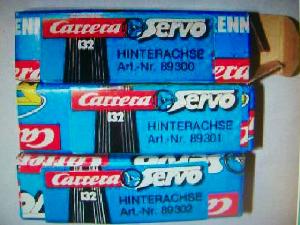 ENN
Carrera Servo
132
HINTERACHSE
Art.-Nr. 89300
Carrera Servo
132
HINTERACHSE
Art.-Nr. 89301
Carrera Servo
132
HINTERACHSE
Art.-Nr. 89302